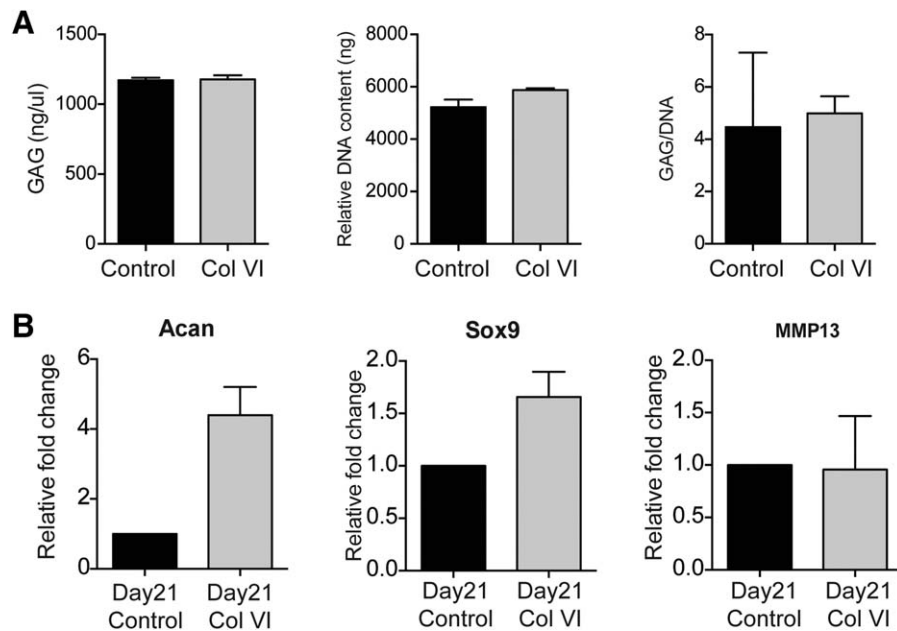 A
GAG (ng/ul)
1500
1000
500
0
Control
Col VI
Relative DNA content (ng)
8000
6000
4000
2000
0
Control
Col VI
GAG/DNA
8
6
4
2
0
Control
Col VI
B
Acan
Relative fold change
6
4
2
0
Day21
Control
Day21
Col VI
Sox9
Relative fold change
2.0
1.5
1.0
0.5
0.0
Day21
Control
Day21
Col VI
MMP13
Relative fold change
2.0
1.5
1.0
0.5
0.0
Day21
Control
Day21
Col VI